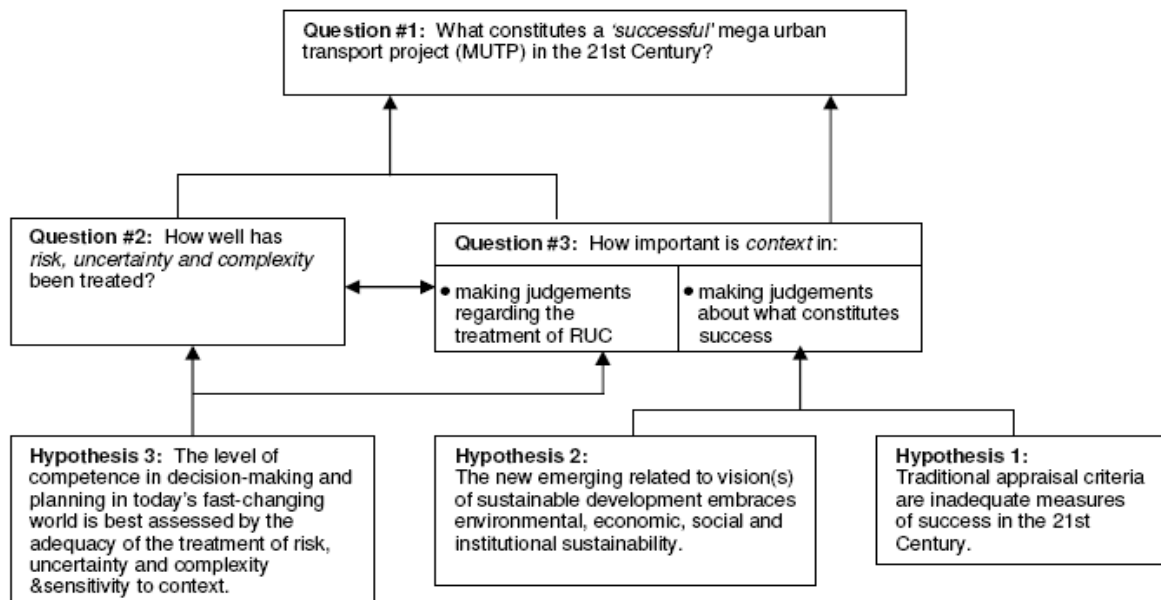 Question #1: What constitutes a 'successful' mega urban
transport project (MUTP) in the 21st Century?
Question #2: How well has
risk, uncertainty and complexity
been treated?
Question #3: How important is context in:
• making judgements
regarding the
treatment of RUC
• making judgements
about what constitutes
success
Hypothesis 3: The level of
competence in decision-making and
planning in today's fast-changing
world is best assessed by the
adequacy of the treatment of risk,
uncertainty and complexity
&sensitivity to context.
Hypothesis 2:
The new emerging related to vision(s)
of sustainable development embraces
environmental, economic, social and
institutional sustainability.
Hypothesis 1:
Traditional appraisal criteria
are inadequate measures
of success in the 21st
Century.